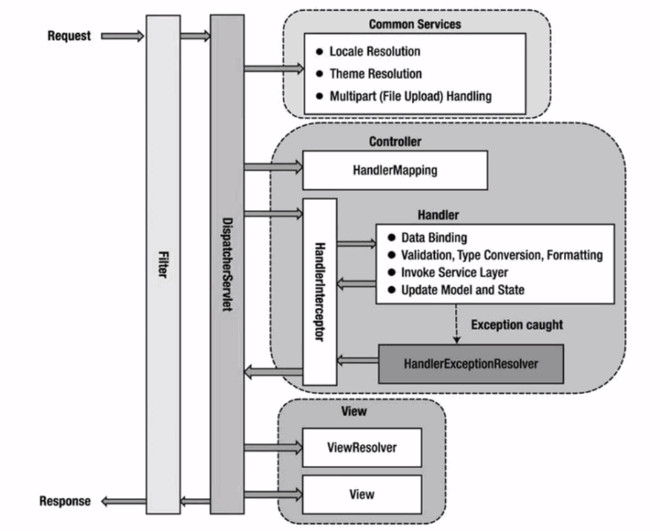 Request
Filter
DispatcherServlet
Common Services
● Locale Resolution
● Theme Resolution
● Multipart (File Upload) Handling
Controller
HandlerMapping
HandlerInterceptor
Handler
● Data Binding
● Validation, Type Conversion, Formatting
● Invoke Service Layer
● Update Model and State
Exception caught
HandlerExceptionResolver
View
ViewResolver
View
Response